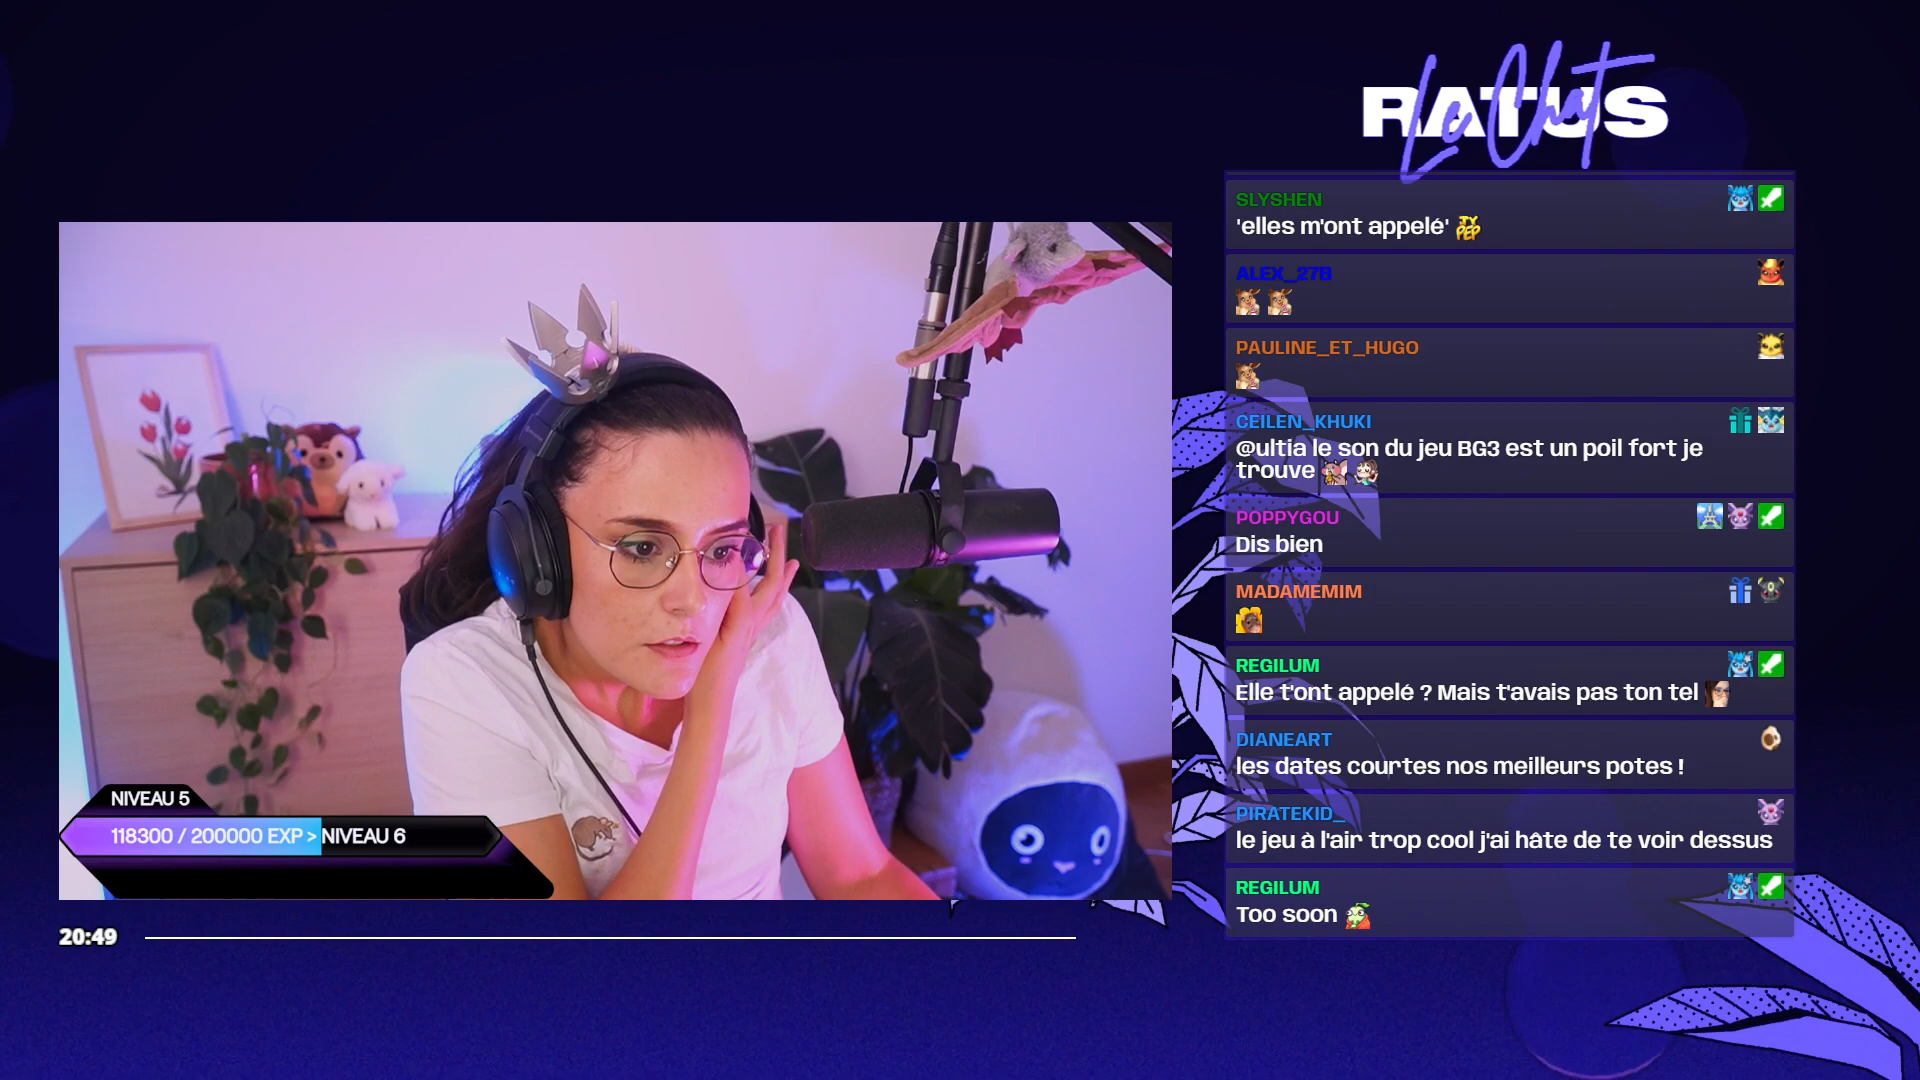 RATUS
Le Chat
SLYSHEN
'elles m'ont appelé'
ALEX_27B
PAULINE_ET_HUGO
CEILEN_KHUKI
@ultia le son du jeu BG3 est un poil fort je
trouve
POPPYGOU
Dis bien
MADAMEMIM
REGILUM
Elle t'ont appelé ? Mais t'avais pas ton tel
DIANEART
les dates courtes nos meilleurs potes !
PIRATEKID_
le jeu à l'air trop cool j'ai hâte de te voir dessus
REGILUM
Too soon
NIVEAU 5
118300 / 200000 EXP > NIVEAU 6
20:49